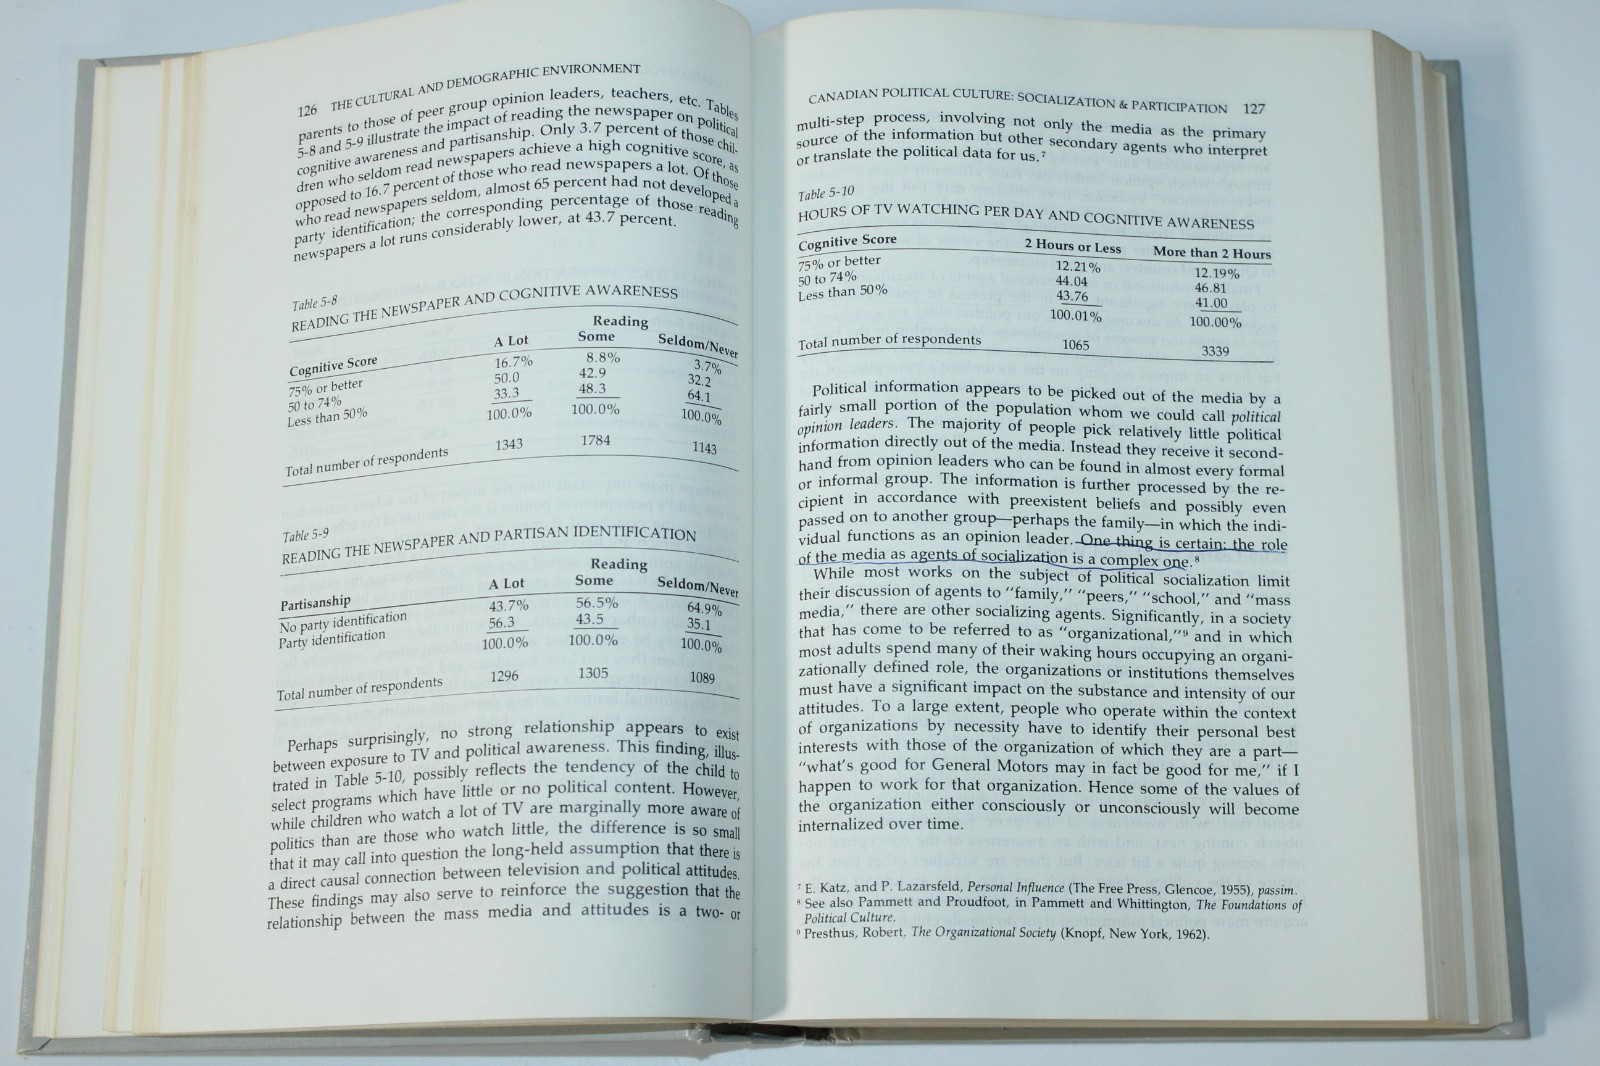 126 THE CULTURAL AND DEMOGRAPHIC ENVIRONMENT
parents to those of peer group opinion leaders, teachers, etc. Tables
5-8 and 5-9 illustrate the impact of reading the newspaper on political
cognitive awareness and partisanship. Only 3.7 percent of those chil-
dren who seldom read newspapers achieve a high cognitive score, as
opposed to 16.7 percent of those who read newspapers a lot. Of those
who read newspapers seldom, almost 65 percent had not developed a
party identification; the corresponding percentage of those reading
newspapers a lot runs considerably lower, at 43.7 percent.
Table 5-8
READING THE NEWSPAPER AND COGNITIVE AWARENESS
Reading
Cognitive Score A Lot Some Seldom/Never
75% or better 16.7% 8.8% 3.7%
50 to 74% 50.0 42.9 32.2
Less than 50% 33.3 48.3 64.1
100.0% 100.0% 100.0%
Total number of respondents 1343 1784 1143
Table 5-9
READING THE NEWSPAPER AND PARTISAN IDENTIFICATION
Reading
Partisanship A Lot Some Seldom/Never
No party identification 43.7% 56.5% 64.9%
Party identification 56.3 43.5 35.1
100.0% 100.0% 100.0%
Total number of respondents 1296 1305 1089
Perhaps surprisingly, no strong relationship appears to exist
between exposure to TV and political awareness. This finding, illus-
trated in Table 5-10, possibly reflects the tendency of the child to
select programs which have little or no political content. However,
while children who watch a lot of TV are marginally more aware of
politics than are those who watch little, the difference is so small
that it may call into question the long-held assumption that there is
a direct causal connection between television and political attitudes.
These findings may also serve to reinforce the suggestion that the
relationship between the mass media and attitudes is a two- or
CANADIAN POLITICAL CULTURE: SOCIALIZATION & PARTICIPATION 127
multi-step process, involving not only the media as the primary
source of the information but other secondary agents who interpret
or translate the political data for us.⁷
Table 5-10
HOURS OF TV WATCHING PER DAY AND COGNITIVE AWARENESS
Cognitive Score 2 Hours or Less More than 2 Hours
75% or better 12.21% 12.19%
50 to 74% 44.04 46.81
Less than 50% 43.76 41.00
100.01% 100.00%
Total number of respondents 1065 3339
Political information appears to be picked out of the media by a
fairly small portion of the population whom we could call political
opinion leaders. The majority of people pick relatively little political
information directly out of the media. Instead they receive it second-
hand from opinion leaders who can be found in almost every formal
or informal group. The information is further processed by the re-
cipient in accordance with preexistent beliefs and possibly even
passed on to another group—perhaps the family—in which the indi-
vidual functions as an opinion leader. One thing is certain: the role
of the media as agents of socialization is a complex one.⁸
While most works on the subject of political socialization limit
their discussion of agents to "family," "peers," "school," and "mass
media," there are other socializing agents. Significantly, in a society
that has come to be referred to as "organizational,"⁹ and in which
most adults spend many of their waking hours occupying an organi-
zationally defined role, the organizations or institutions themselves
must have a significant impact on the substance and intensity of our
attitudes. To a large extent, people who operate within the context
of organizations by necessity have to identify their personal best
interests with those of the organization of which they are a part—
"what's good for General Motors may in fact be good for me," if I
happen to work for that organization. Hence some of the values of
the organization either consciously or unconsciously will become
internalized over time.
⁷ E. Katz, and P. Lazarsfeld, Personal Influence (The Free Press, Glencoe, 1955), passim.
⁸ See also Pammett and Proudfoot, in Pammett and Whittington, The Foundations of
Political Culture.
⁹ Presthus, Robert, The Organizational Society (Knopf, New York, 1962).